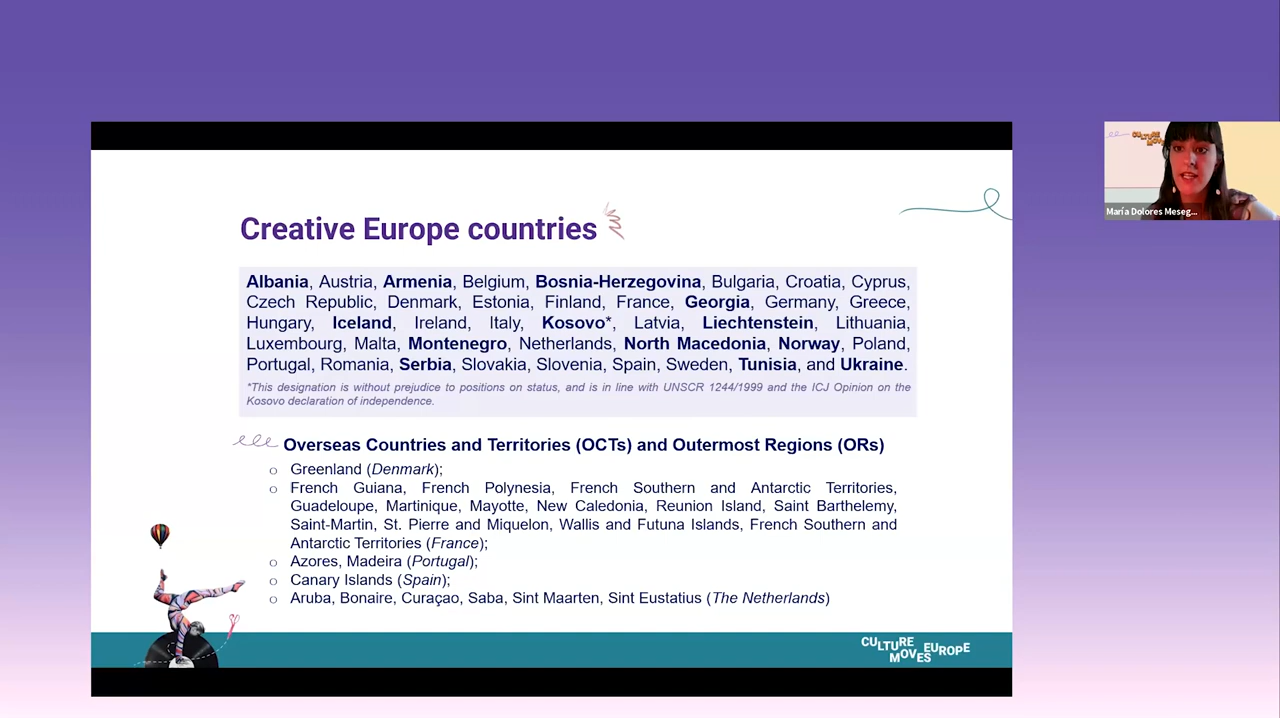 Creative Europe countries
Albania, Austria, Armenia, Belgium, Bosnia-Herzegovina, Bulgaria, Croatia, Cyprus,
Czech Republic, Denmark, Estonia, Finland, France, Georgia, Germany, Greece,
Hungary, Iceland, Ireland, Italy, Kosovo*, Latvia, Liechtenstein, Lithuania,
Luxembourg, Malta, Montenegro, Netherlands, North Macedonia, Norway, Poland,
Portugal, Romania, Serbia, Slovakia, Slovenia, Spain, Sweden, Tunisia, and Ukraine.
*This designation is without prejudice to positions on status, and is in line with UNSCR 1244/1999 and the ICJ Opinion on the
Kosovo declaration of independence.
Overseas Countries and Territories (OCTs) and Outermost Regions (ORs)
o Greenland (Denmark);
o French Guiana, French Polynesia, French Southern and Antarctic Territories,
Guadeloupe, Martinique, Mayotte, New Caledonia, Reunion Island, Saint Barthelemy,
Saint-Martin, St. Pierre and Miquelon, Wallis and Futuna Islands, French Southern and
Antarctic Territories (France);
o Azores, Madeira (Portugal);
o Canary Islands (Spain);
o Aruba, Bonaire, Curaçao, Saba, Sint Maarten, Sint Eustatius (The Netherlands)
CULTURE
MOVES EUROPE
CULTURE
MOV
María Dolores Meseg...